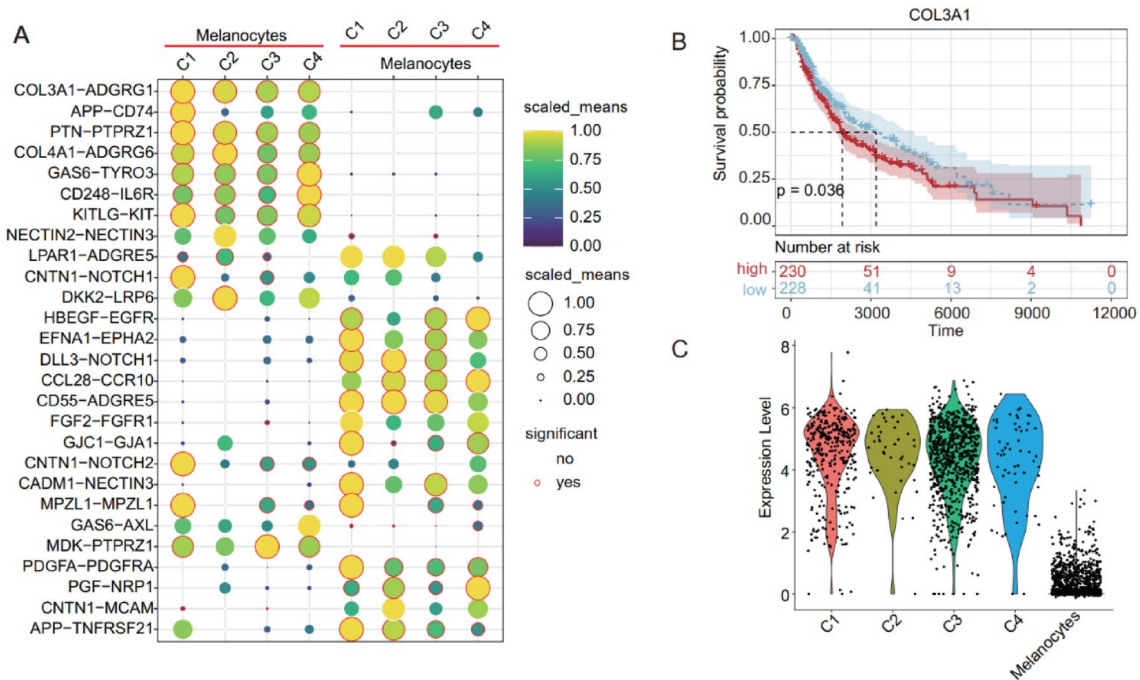 A
Melanocytes
C1 C2 C3 C4
C1 C2 C3 C4
Melanocytes
COL3A1-ADGRG1
APP-CD74
PTN-PTPRZ1
COL4A1-ADGRG6
GAS6-TYRO3
CD248-IL6R
KITLG-KIT
NECTIN2-NECTIN3
LPAR1-ADGRE5
CNTN1-NOTCH1
DKK2-LRP6
HBEGF-EGFR
EFNA1-EPHA2
DLL3-NOTCH1
CCL28-CCR10
CD55-ADGRE5
FGF2-FGFR1
GJC1-GJA1
CNTN1-NOTCH2
CADM1-NECTIN3
MPZL1-MPZL1
GAS6-AXL
MDK-PTPRZ1
PDGFA-PDGFRA
PGF-NRP1
CNTN1-MCAM
APP-TNFRSF21
scaled_means
1.00
0.75
0.50
0.25
0.00
scaled_means
1.00
0.75
0.50
0.25
0.00
significant
no
yes
B
COL3A1
Survival probability
1.00
0.75
0.50
0.25
0.00
p = 0.036
Number at risk
high 230 51 9 4 0
low 228 41 13 2 0
0 3000 6000 9000 12000
Time
C
Expression Level
8
6
4
2
0
C1 C2 C3 C4 Melanocytes